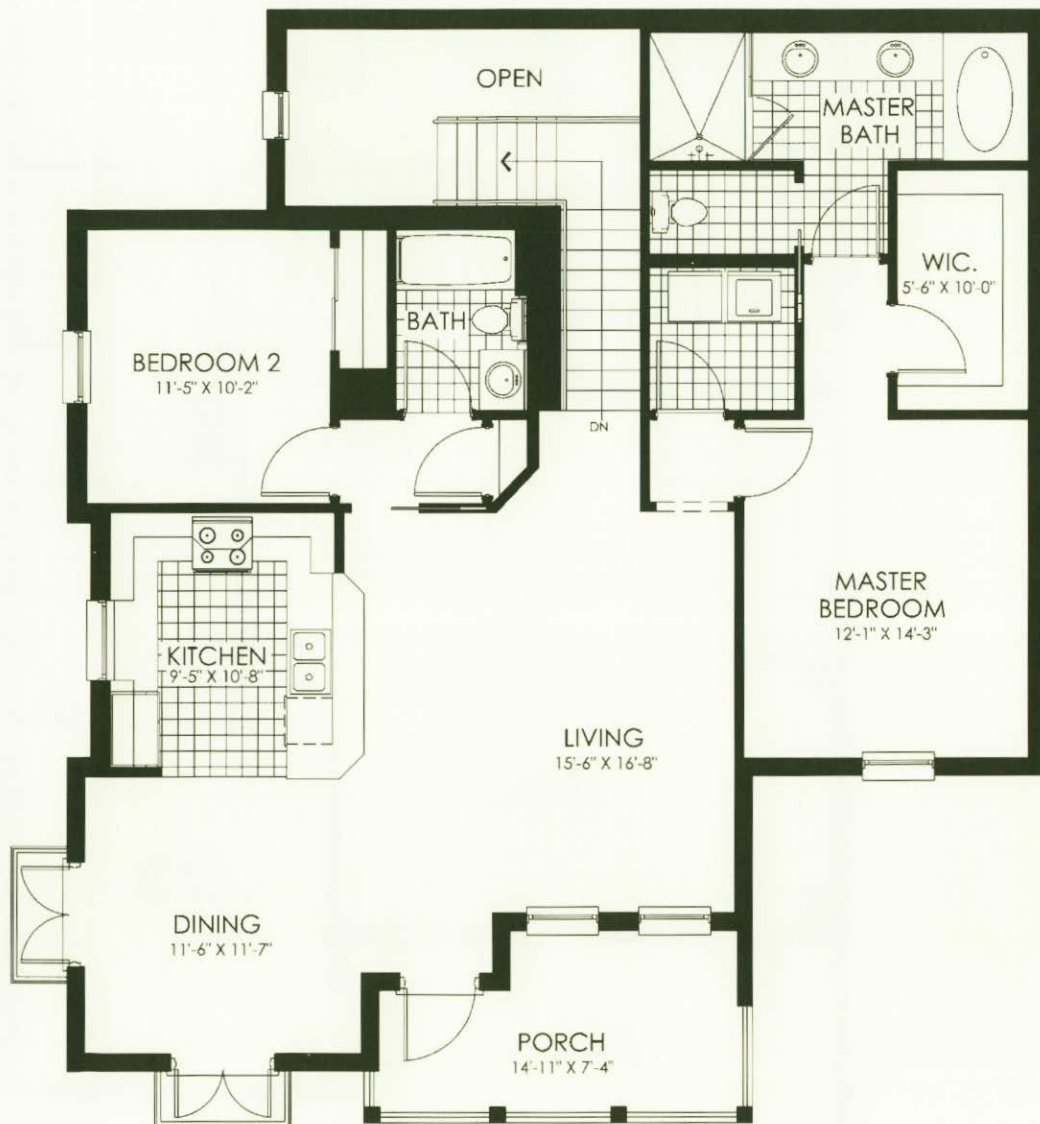 OPEN
MASTER
BATH
WIC.
5'-6" X 10'-0"
BATH
BEDROOM 2
11'-5" X 10'-2"
DN
MASTER
BEDROOM
12'-1" X 14'-3"
KITCHEN
9'-5" X 10'-8"
LIVING
15'-6" X 16'-8"
DINING
11'-6" X 11'-7"
PORCH
14'-11" X 7'-4"